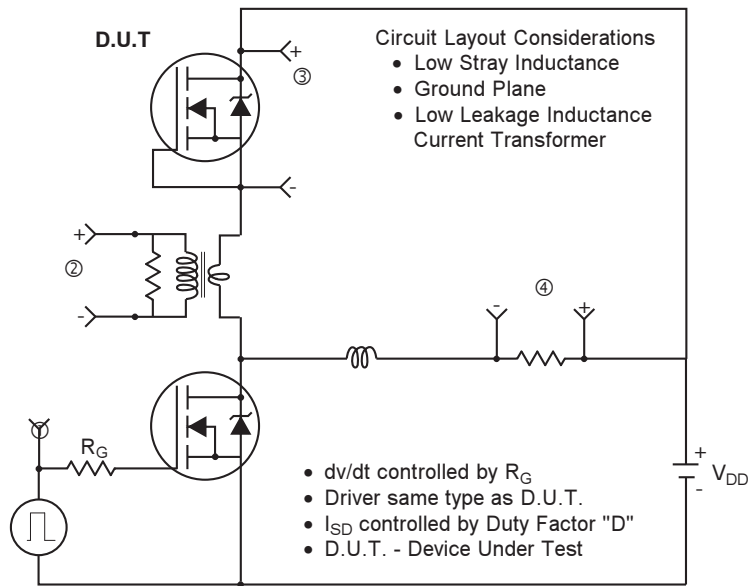 D.U.T
+
③
-
Circuit Layout Considerations
• Low Stray Inductance
• Ground Plane
• Low Leakage Inductance
Current Transformer
+
②
-
④
-
+
R_G
+
V_DD
-
• dv/dt controlled by R_G
• Driver same type as D.U.T.
• I_SD controlled by Duty Factor "D"
• D.U.T. - Device Under Test